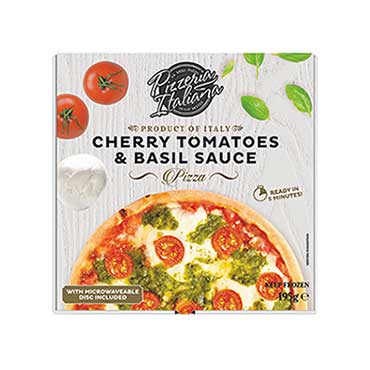 Pizzeria
Italiana
PRODUCT OF ITALY
CHERRY TOMATOES
& BASIL SAUCE
Pizza
READY IN
5 MINUTES!
WITH MICROWAVEABLE
DISC INCLUDED
KEEP FROZEN
195g e